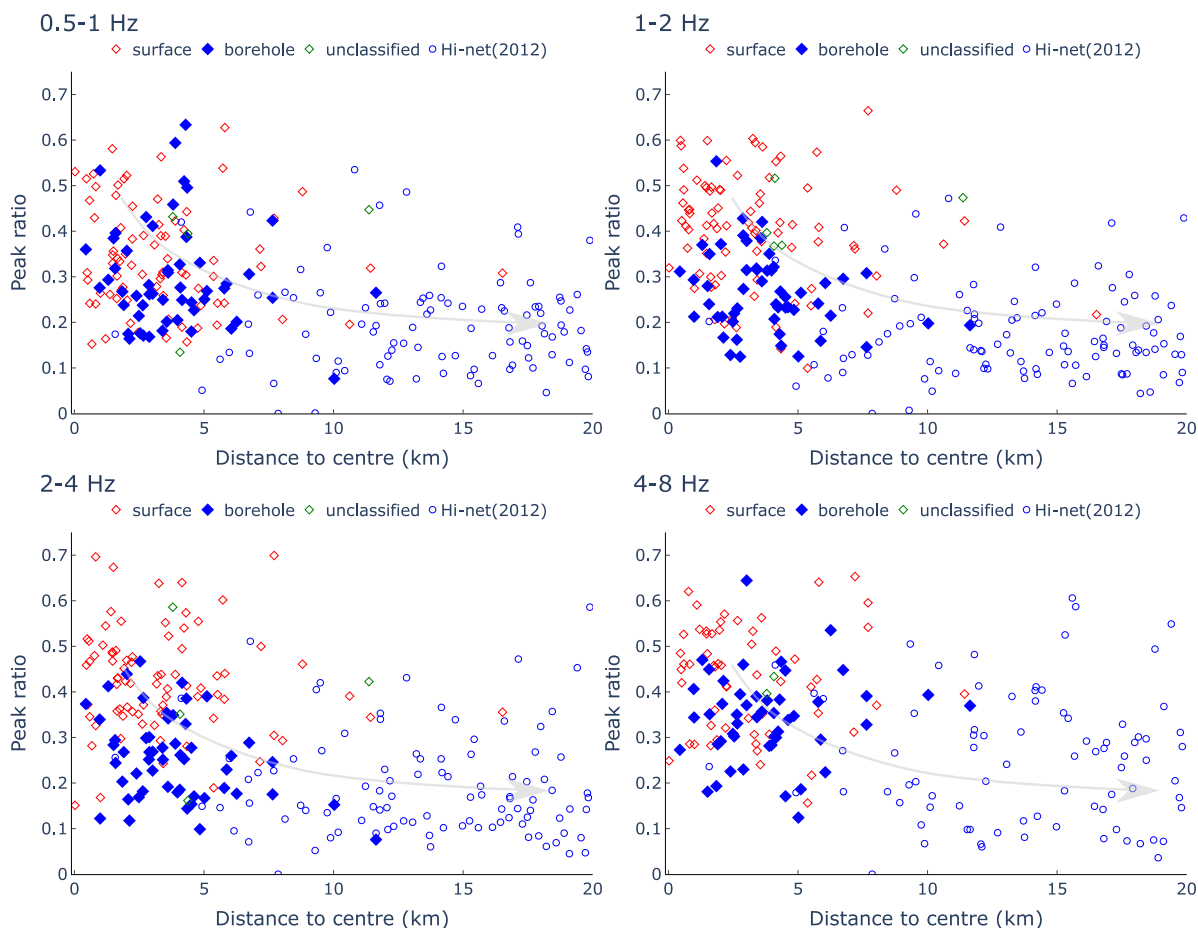 0.5-1 Hz
surface borehole unclassified Hi-net(2012)
0.7
0.6
0.5
0.4
0.3
0.2
0.1
0
Peak ratio
0 5 10 15 20
Distance to centre (km)
1-2 Hz
surface borehole unclassified Hi-net(2012)
0.7
0.6
0.5
0.4
0.3
0.2
0.1
0
Peak ratio
0 5 10 15 20
Distance to centre (km)
2-4 Hz
surface borehole unclassified Hi-net(2012)
0.7
0.6
0.5
0.4
0.3
0.2
0.1
0
Peak ratio
0 5 10 15 20
Distance to centre (km)
4-8 Hz
surface borehole unclassified Hi-net(2012)
0.7
0.6
0.5
0.4
0.3
0.2
0.1
0
Peak ratio
0 5 10 15 20
Distance to centre (km)